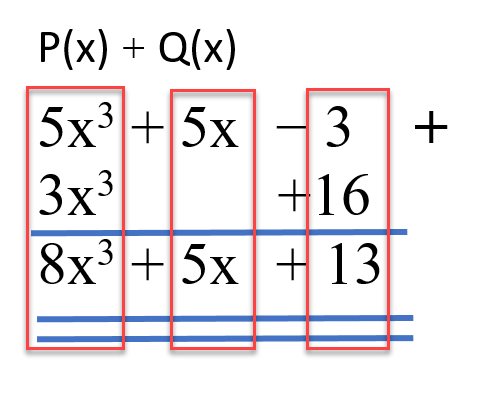 P(x) + Q(x)
5x³ + 5x − 3 +
3x³ +16
8x³ + 5x + 13